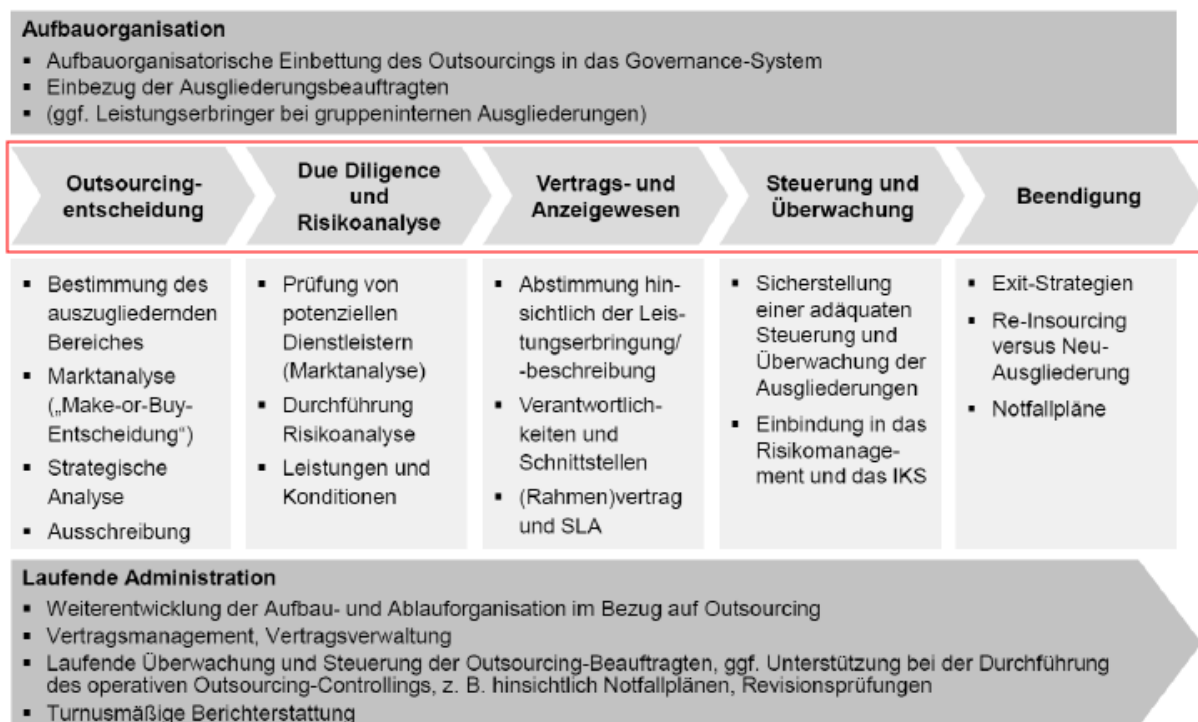 Aufbauorganisation
▪ Aufbauorganisatorische Einbettung des Outsourcings in das Governance-System
▪ Einbezug der Ausgliederungsbeauftragten
▪ (ggf. Leistungserbringer bei gruppeninternen Ausgliederungen)
Outsourcing-
entscheidung
Due Diligence
und
Risikoanalyse
Vertrags- und
Anzeigewesen
Steuerung und
Überwachung
Beendigung
▪ Bestimmung des
auszugliedernden
Bereiches
▪ Marktanalyse
(„Make-or-Buy-
Entscheidung“)
▪ Strategische
Analyse
▪ Ausschreibung
▪ Prüfung von
potenziellen
Dienstleistern
(Marktanalyse)
▪ Durchführung
Risikoanalyse
▪ Leistungen und
Konditionen
▪ Abstimmung hin-
sichtlich der Leis-
tungserbringung/
-beschreibung
▪ Verantwortlich-
keiten und
Schnittstellen
▪ (Rahmen)vertrag
und SLA
▪ Sicherstellung
einer adäquaten
Steuerung und
Überwachung der
Ausgliederungen
▪ Einbindung in das
Risikomanage-
ment und das IKS
▪ Exit-Strategien
▪ Re-Insourcing
versus Neu-
Ausgliederung
▪ Notfallpläne
Laufende Administration
▪ Weiterentwicklung der Aufbau- und Ablauforganisation im Bezug auf Outsourcing
▪ Vertragsmanagement, Vertragsverwaltung
▪ Laufende Überwachung und Steuerung der Outsourcing-Beauftragten, ggf. Unterstützung bei der Durchführung
des operativen Outsourcing-Controllings, z. B. hinsichtlich Notfallplänen, Revisionsprüfungen
▪ Turnusmäßige Berichterstattung